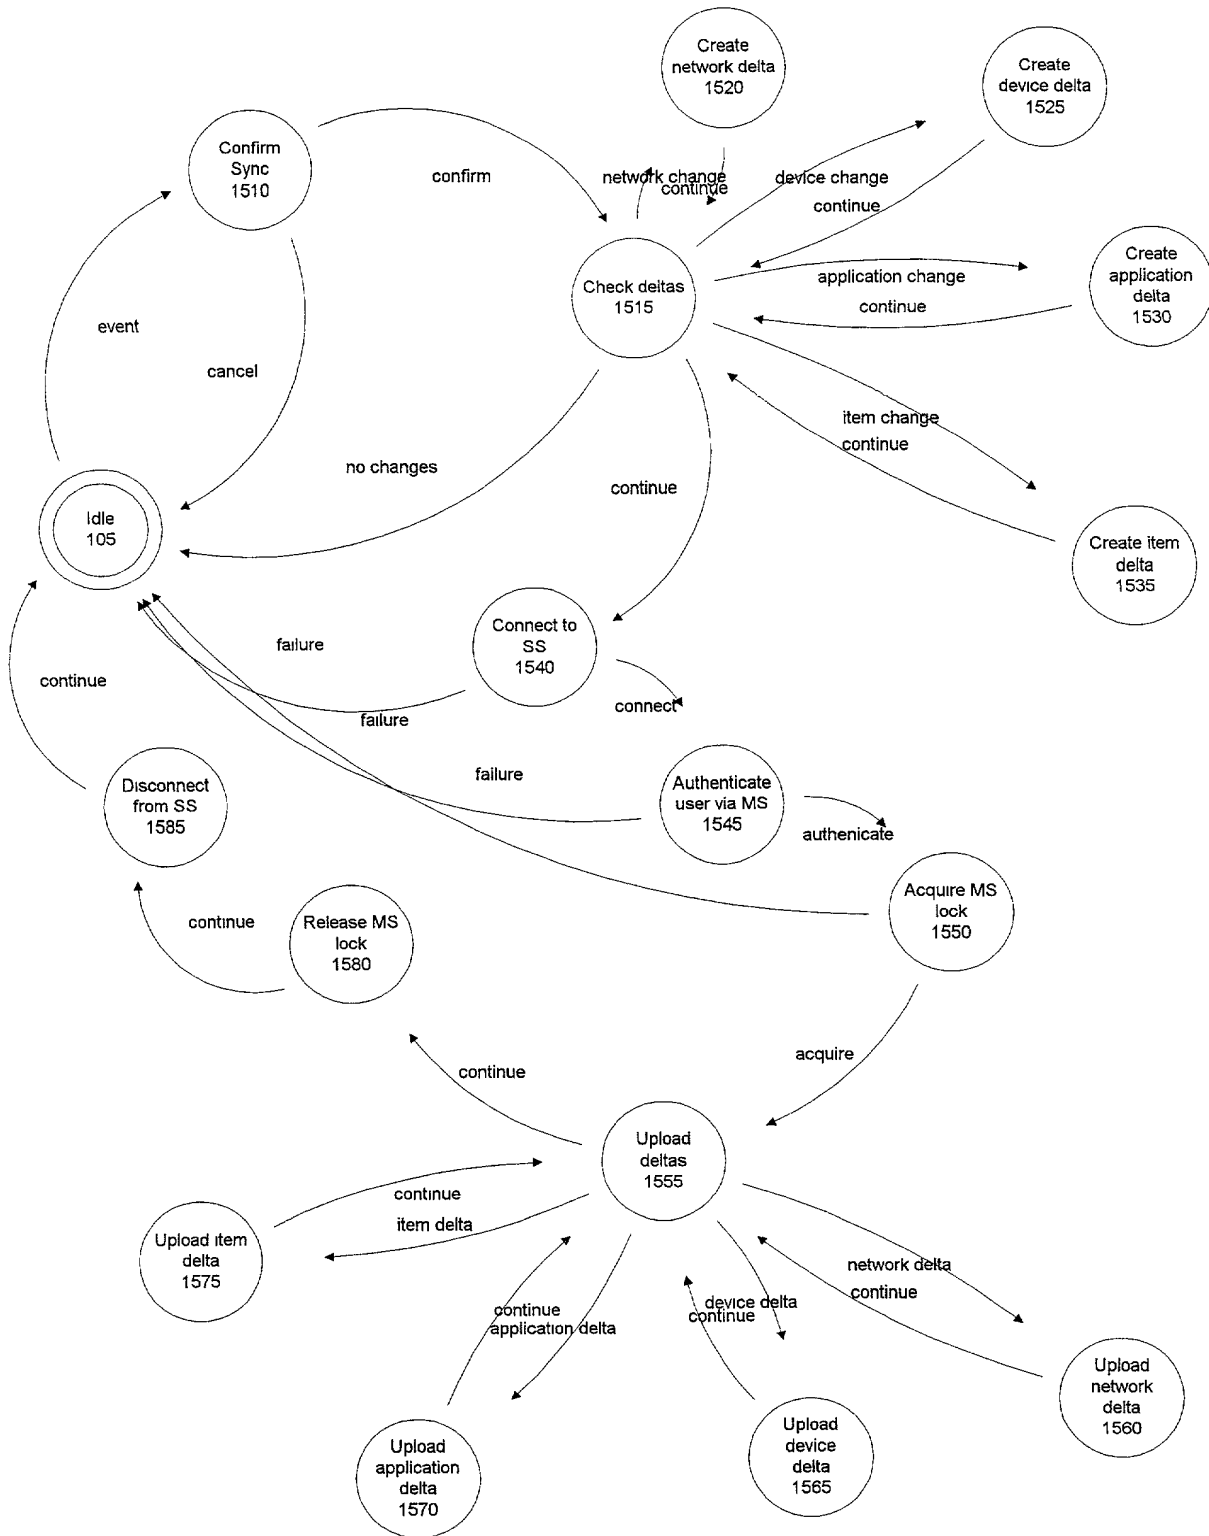 Create
network delta
1520
Create
device delta
1525
Confirm
Sync
1510
confirm
network change
continue
device change
continue
Create
application
delta
1530
Check deltas
1515
application change
continue
event
cancel
item change
continue
no changes
continue
Idle
105
Create item
delta
1535
Connect to
SS
1540
failure
continue
connect
failure
failure
Disconnect
from SS
1585
Authenticate
user via MS
1545
authenicate
Acquire MS
lock
1550
continue
Release MS
lock
1580
acquire
continue
Upload
deltas
1555
continue
item delta
Upload item
delta
1575
network delta
continue
device delta
continue
continue
application delta
Upload
network
delta
1560
Upload
device
delta
1565
Upload
application
delta
1570